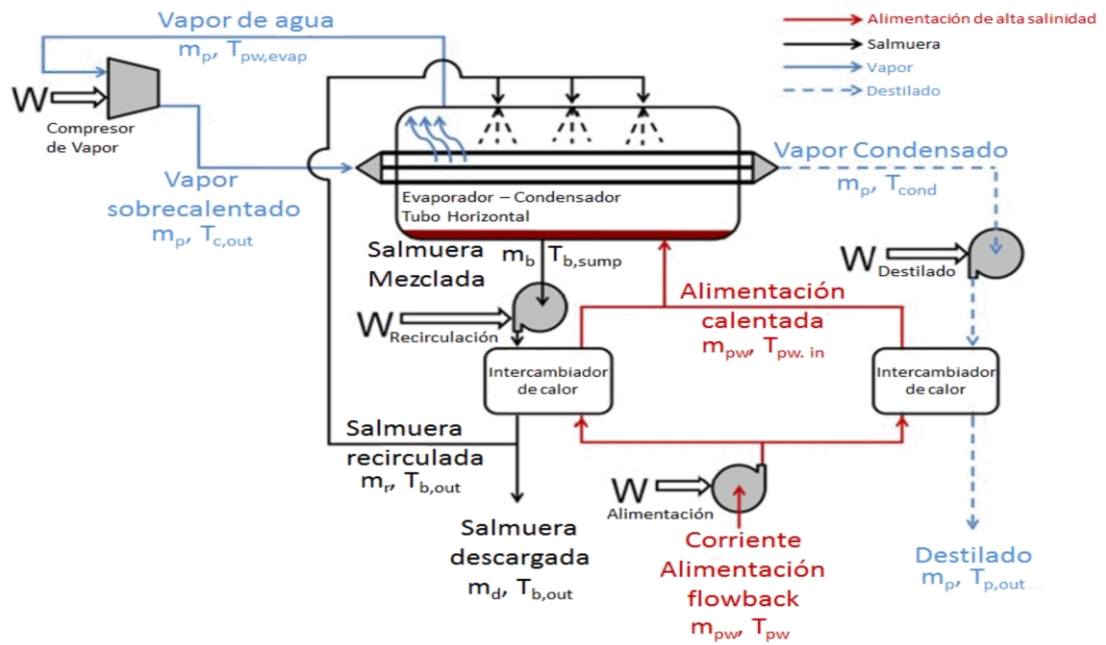 Vapor de agua
mp, Tpw,evap
W
Compresor
de Vapor
Vapor
sobrecalentado
mp, Tc,out
Alimentación de alta salinidad
Salmuera
Vapor
Destilado
Evaporador – Condensador
Tubo Horizontal
Vapor Condensado
mp, Tcond
W
Destilado
Salmuera
Mezclada
mb Tb,sump
W
Recirculación
Alimentación
calentada
mpw, Tpw. in
Intercambiador
de calor
Intercambiador
de calor
Salmuera
recirculada
mr, Tb,out
W
Alimentación
Salmuera
descargada
md, Tb,out
Corriente
Alimentación
flowback
mpw, Tpw
Destilado
mp, Tp,out